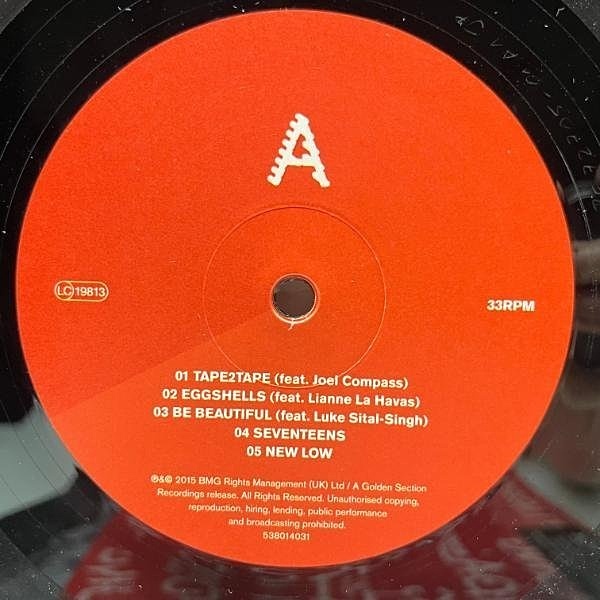 A
LC 19813
33RPM
01 TAPE2TAPE (feat. Joel Compass)
02 EGGSHELLS (feat. Lianne La Havas)
03 BE BEAUTIFUL (feat. Luke Sital-Singh)
04 SEVENTEENS
05 NEW LOW
℗&© 2015 BMG Rights Management (UK) Ltd / A Golden Section
Recordings release. All Rights Reserved. Unauthorised copying,
reproduction, hiring, lending, public performance
and broadcasting prohibited.
538014031